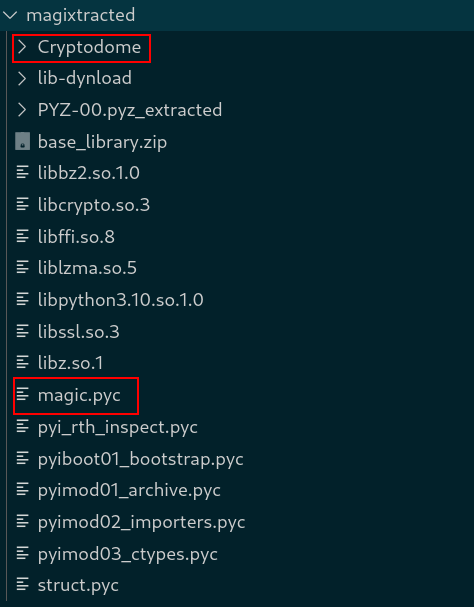 magixtracted
Cryptodome
lib-dynload
PYZ-00.pyz_extracted
base_library.zip
libbz2.so.1.0
libcrypto.so.3
libffi.so.8
liblzma.so.5
libpython3.10.so.1.0
libssl.so.3
libz.so.1
magic.pyc
pyi_rth_inspect.pyc
pyiboot01_bootstrap.pyc
pyimod01_archive.pyc
pyimod02_importers.pyc
pyimod03_ctypes.pyc
struct.pyc